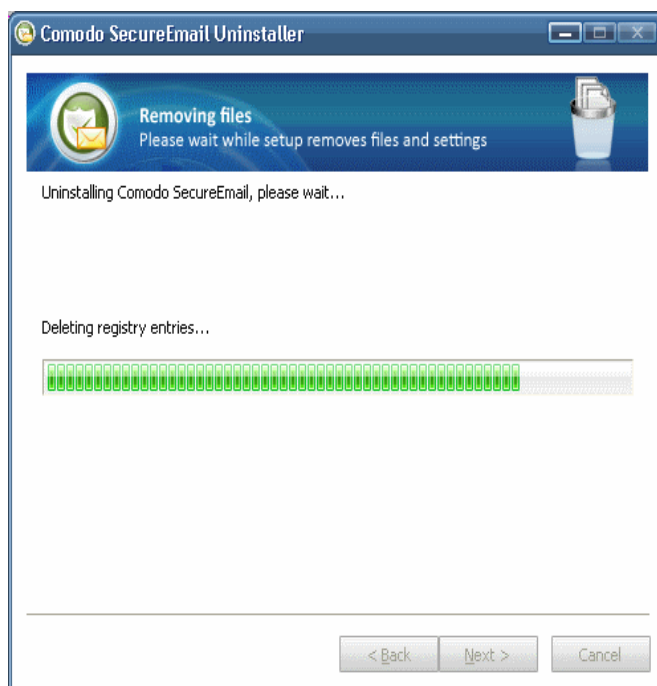 Comodo SecureEmail Uninstaller
Removing files
Please wait while setup removes files and settings
Uninstalling Comodo SecureEmail, please wait...
Deleting registry entries...
< Back
Next >
Cancel